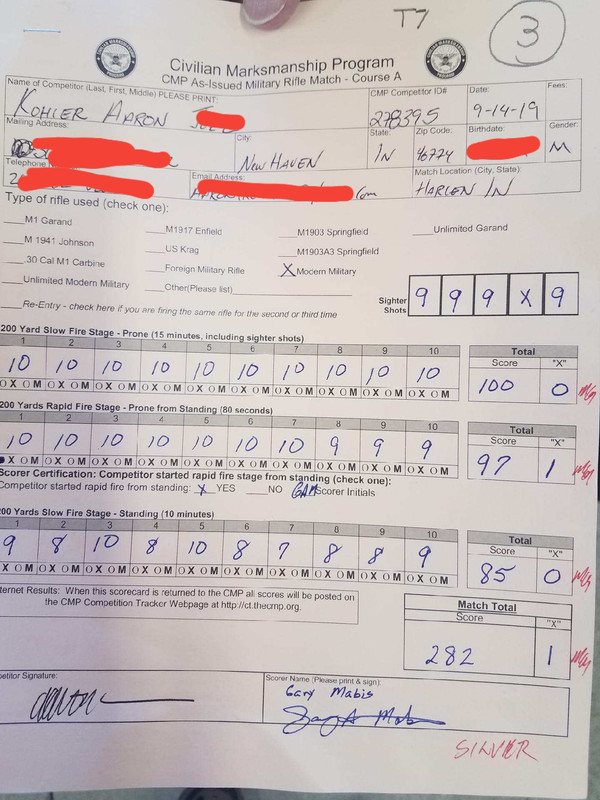 T7
3
Civilian Marksmanship Program
CMP As-Issued Military Rifle Match - Course A
Name of Competitor (Last, First, Middle) PLEASE PRINT: CMP Competitor ID# Date: Fees:
KOHLER AARON 278395 9-14-19
Mailing Address: City: State: Zip Code: Birthdate: Gender:
NEW HAVEN IN 46774 M
Telephone Email Address: Match Location (City, State):
com HARLEN IN
Type of rifle used (check one):
M1 Garand M1917 Enfield M1903 Springfield Unlimited Garand
M 1941 Johnson US Krag M1903A3 Springfield
.30 Cal M1 Carbine Foreign Military Rifle X Modern Military
Unlimited Modern Military Other(Please list)
Re-Entry - check here if you are firing the same rifle for the second or third time
Sighter Shots 9 9 9 X 9
200 Yard Slow Fire Stage - Prone (15 minutes, including sighter shots) Total
1 2 3 4 5 6 7 8 9 10 Score "X"
10 10 10 10 10 10 10 10 10 10 100 0
O X O M O X O M O X O M O X O M O X O M O X O M O X O M O X O M O X O M O X O M
200 Yards Rapid Fire Stage - Prone from Standing (80 seconds) Total
1 2 3 4 5 6 7 8 9 10 Score "X"
10 10 10 10 10 10 10 9 9 9 97 1
X O M O X O M O X O M O X O M O X O M O X O M O X O M O X O M O X O M O X O M
Scorer Certification: Competitor started rapid fire stage from standing (check one):
Competitor started rapid fire from standing: X YES NO GAM Scorer Initials
200 Yards Slow Fire Stage - Standing (10 minutes) Total
1 2 3 4 5 6 7 8 9 10 Score "X"
9 8 10 8 10 8 7 8 8 9 85 0
X O M O X O M O X O M O X O M O X O M O X O M O X O M O X O M O X O M O X O M
ternet Results: When this scorecard is returned to the CMP all scores will be posted on
the CMP Competition Tracker Webpage at http://ct.thecmp.org.
Match Total
Score "X"
282 1
petitor Signature: Scorer Name (Please print & sign):
Gary Mabis
SILVER